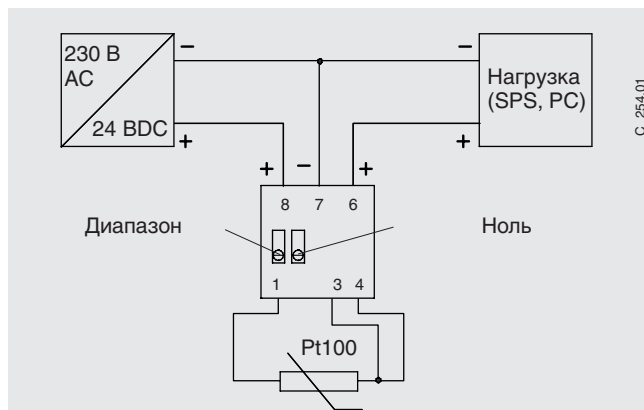 230 В
AC
24 BDC
− −
+ +
Нагрузка
(SPS, PC)
C_254.01
+ − +
8 7 6
Диапазон
Ноль
1 3 4
Pt100